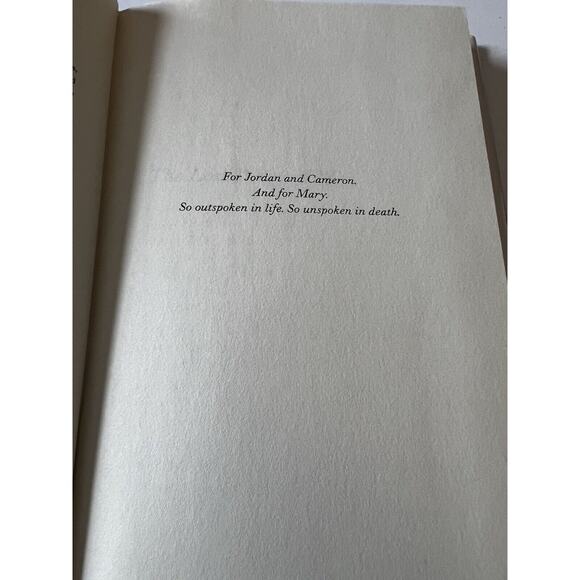 For Jordan and Cameron.
And for Mary.
So outspoken in life. So unspoken in death.